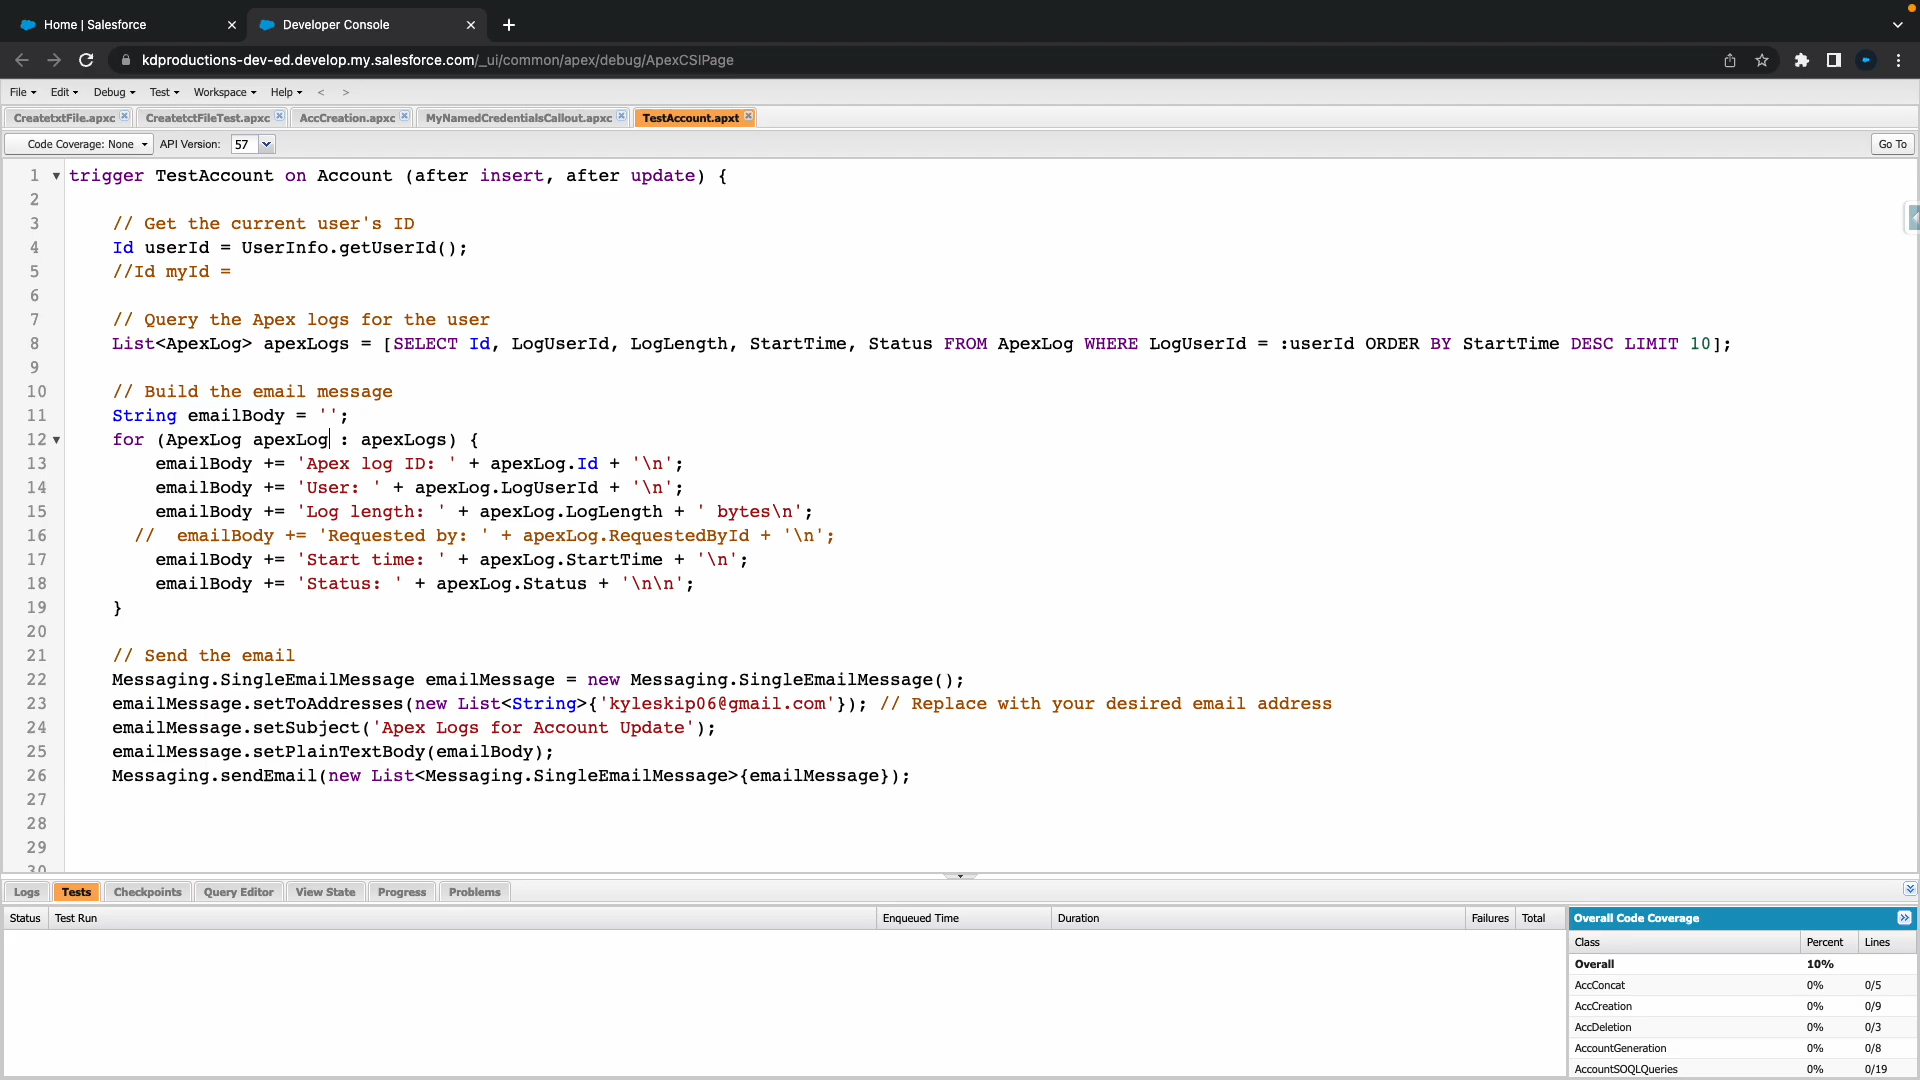 Home | Salesforce
Developer Console
kdproductions-dev-ed.develop.my.salesforce.com/_ui/common/apex/debug/ApexCSIPage
File Edit Debug Test Workspace Help < >
CreatetxtFile.apxc CreatetctFileTest.apxc AccCreation.apxc MyNamedCredentialsCallout.apxc TestAccount.apxt
Code Coverage: None API Version: 57 Go To
1 trigger TestAccount on Account (after insert, after update) {
2
3 // Get the current user's ID
4 Id userId = UserInfo.getUserId();
5 //Id myId =
6
7 // Query the Apex logs for the user
8 List<ApexLog> apexLogs = [SELECT Id, LogUserId, LogLength, StartTime, Status FROM ApexLog WHERE LogUserId = :userId ORDER BY StartTime DESC LIMIT 10];
9
10 // Build the email message
11 String emailBody = '';
12 for (ApexLog apexLog : apexLogs) {
13 emailBody += 'Apex log ID: ' + apexLog.Id + '\n';
14 emailBody += 'User: ' + apexLog.LogUserId + '\n';
15 emailBody += 'Log length: ' + apexLog.LogLength + ' bytes\n';
16 // emailBody += 'Requested by: ' + apexLog.RequestedById + '\n';
17 emailBody += 'Start time: ' + apexLog.StartTime + '\n';
18 emailBody += 'Status: ' + apexLog.Status + '\n\n';
19 }
20
21 // Send the email
22 Messaging.SingleEmailMessage emailMessage = new Messaging.SingleEmailMessage();
23 emailMessage.setToAddresses(new List<String>{'kyleskip06@gmail.com'}); // Replace with your desired email address
24 emailMessage.setSubject('Apex Logs for Account Update');
25 emailMessage.setPlainTextBody(emailBody);
26 Messaging.sendEmail(new List<Messaging.SingleEmailMessage>{emailMessage});
27
28
29
30
Logs Tests Checkpoints Query Editor View State Progress Problems
Status Test Run Enqueued Time Duration Failures Total
Overall Code Coverage
Class Percent Lines
Overall 10%
AccConcat 0% 0/5
AccCreation 0% 0/9
AccDeletion 0% 0/3
AccountGeneration 0% 0/8
AccountSOQLQueries 0% 0/19